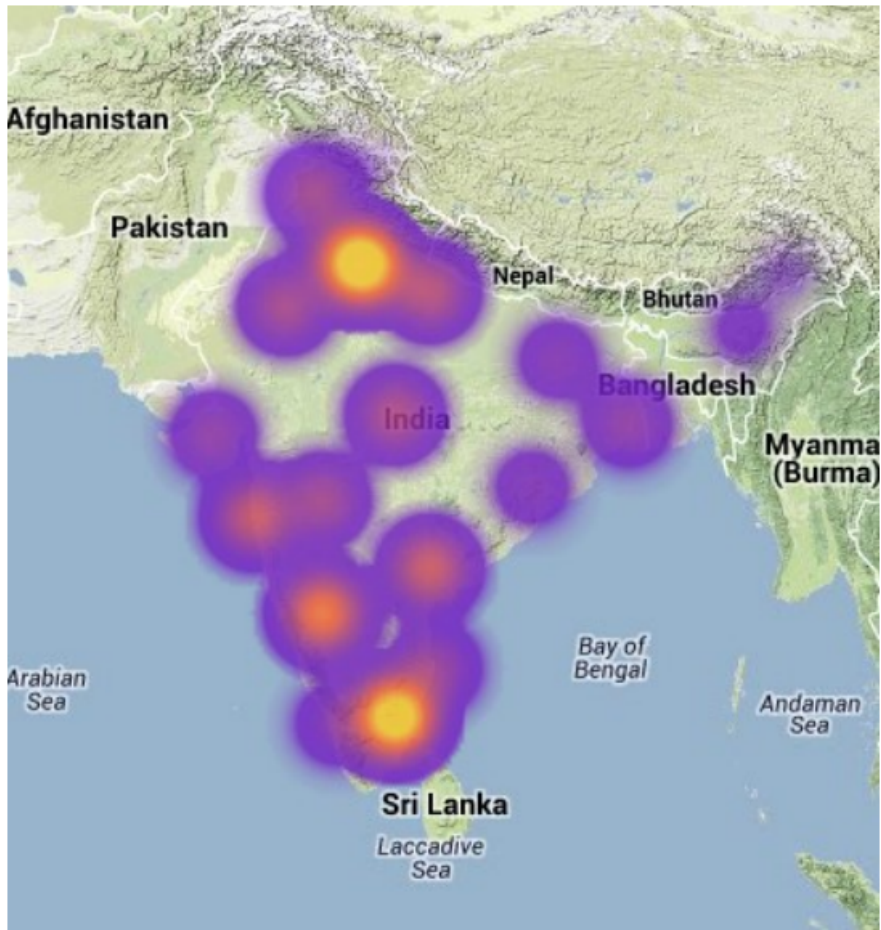 Afghanistan
Pakistan
Nepal
Bhutan
Bangladesh
India
Myanma
(Burma)
Bay of
Bengal
Arabian
Sea
Andaman
Sea
Sri Lanka
Laccadive
Sea